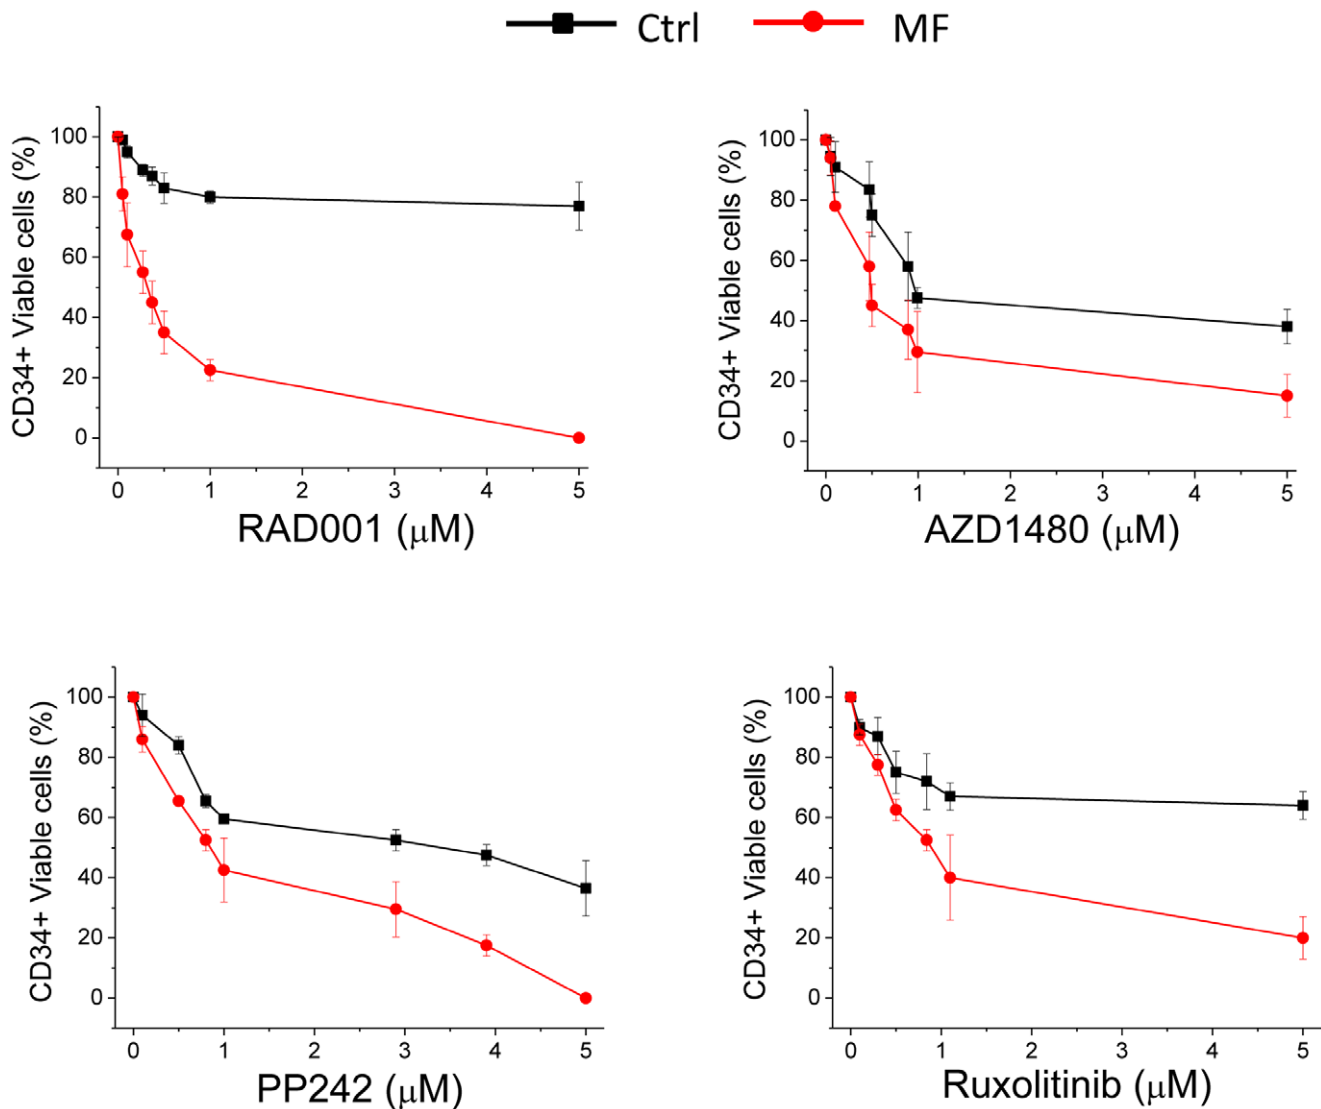 Ctrl MF
CD34+ Viable cells (%)
100
80
60
40
20
0
0 1 2 3 4 5
RAD001 (μM)
CD34+ Viable cells (%)
100
80
60
40
20
0
0 1 2 3 4 5
AZD1480 (μM)
CD34+ Viable cells (%)
100
80
60
40
20
0
0 1 2 3 4 5
PP242 (μM)
CD34+ Viable cells (%)
100
80
60
40
20
0
0 1 2 3 4 5
Ruxolitinib (μM)